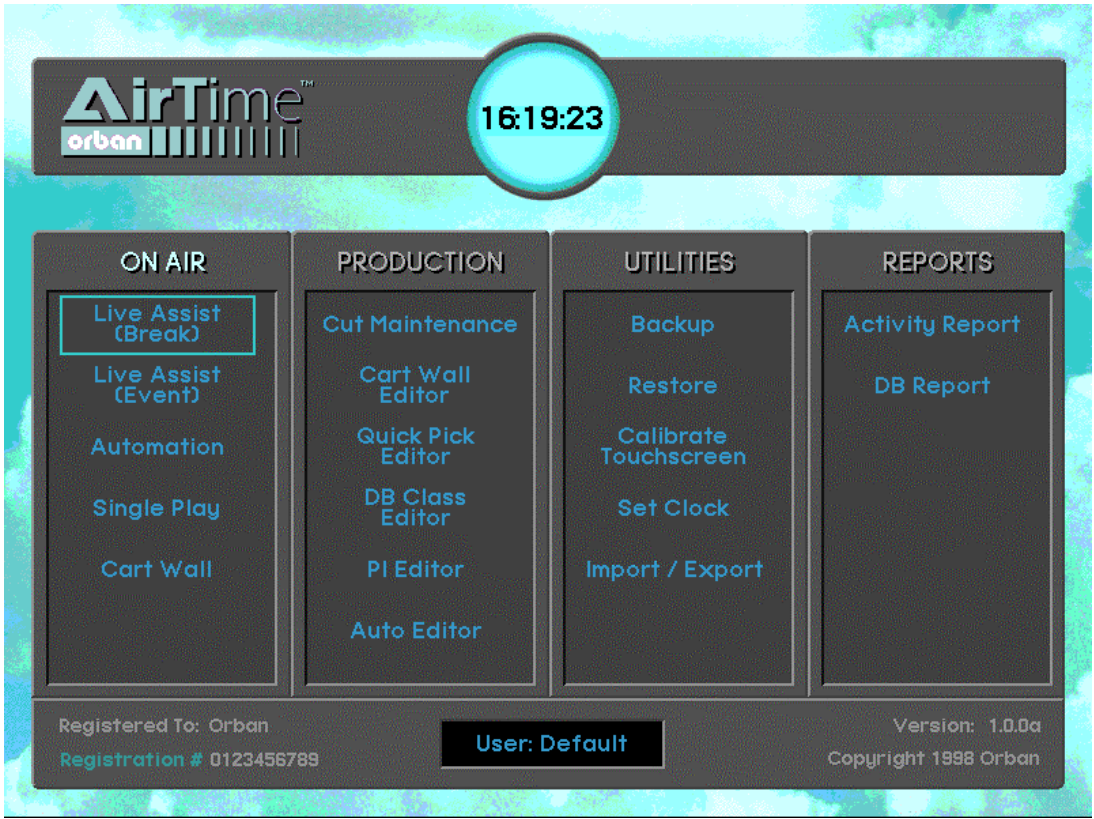 AirTime™
orban
16:19:23
ON AIR
Live Assist
(Break)
Live Assist
(Event)
Automation
Single Play
Cart Wall
PRODUCTION
Cut Maintenance
Cart Wall
Editor
Quick Pick
Editor
DB Class
Editor
PI Editor
Auto Editor
UTILITIES
Backup
Restore
Calibrate
Touchscreen
Set Clock
Import / Export
REPORTS
Activity Report
DB Report
Registered To: Orban
Registration # 0123456789
User: Default
Version: 1.0.0a
Copyright 1998 Orban